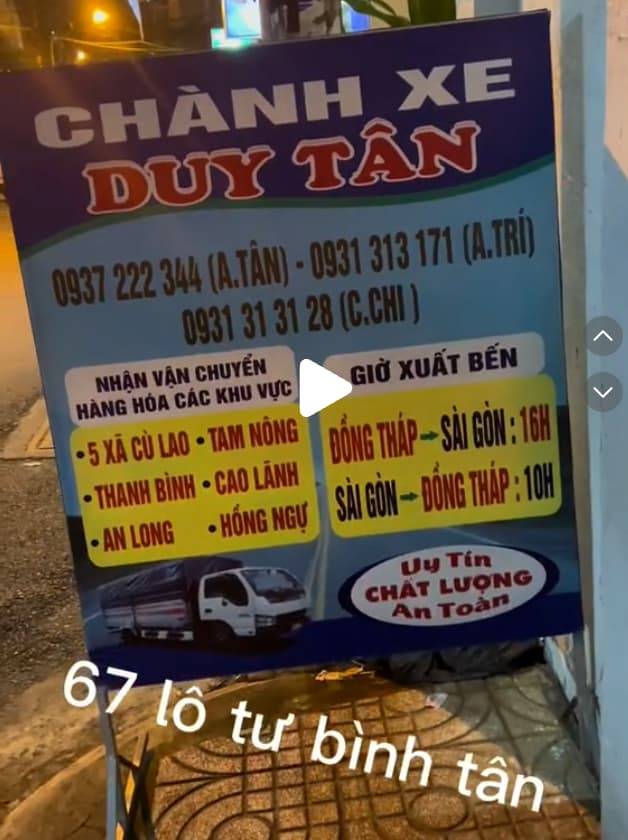 CHÀNH XE
DUY TÂN
0937 222 344 (A.TÂN) - 0931 313 171 (A.TRÍ)
0931 31 31 28 (C.CHI )
NHẬN VẬN CHUYỂN
HÀNG HÓA CÁC KHU VỰC
• 5 XÃ CÙ LAO • TAM NÔNG
• THANH BÌNH • CAO LÃNH
• AN LONG • HỒNG NGỰ
GIỜ XUẤT BẾN
ĐỒNG THÁP → SÀI GÒN : 16H
SÀI GÒN → ĐỒNG THÁP : 10H
Uy Tín
CHẤT LƯỢNG
An Toàn
67 lô tư bình tân